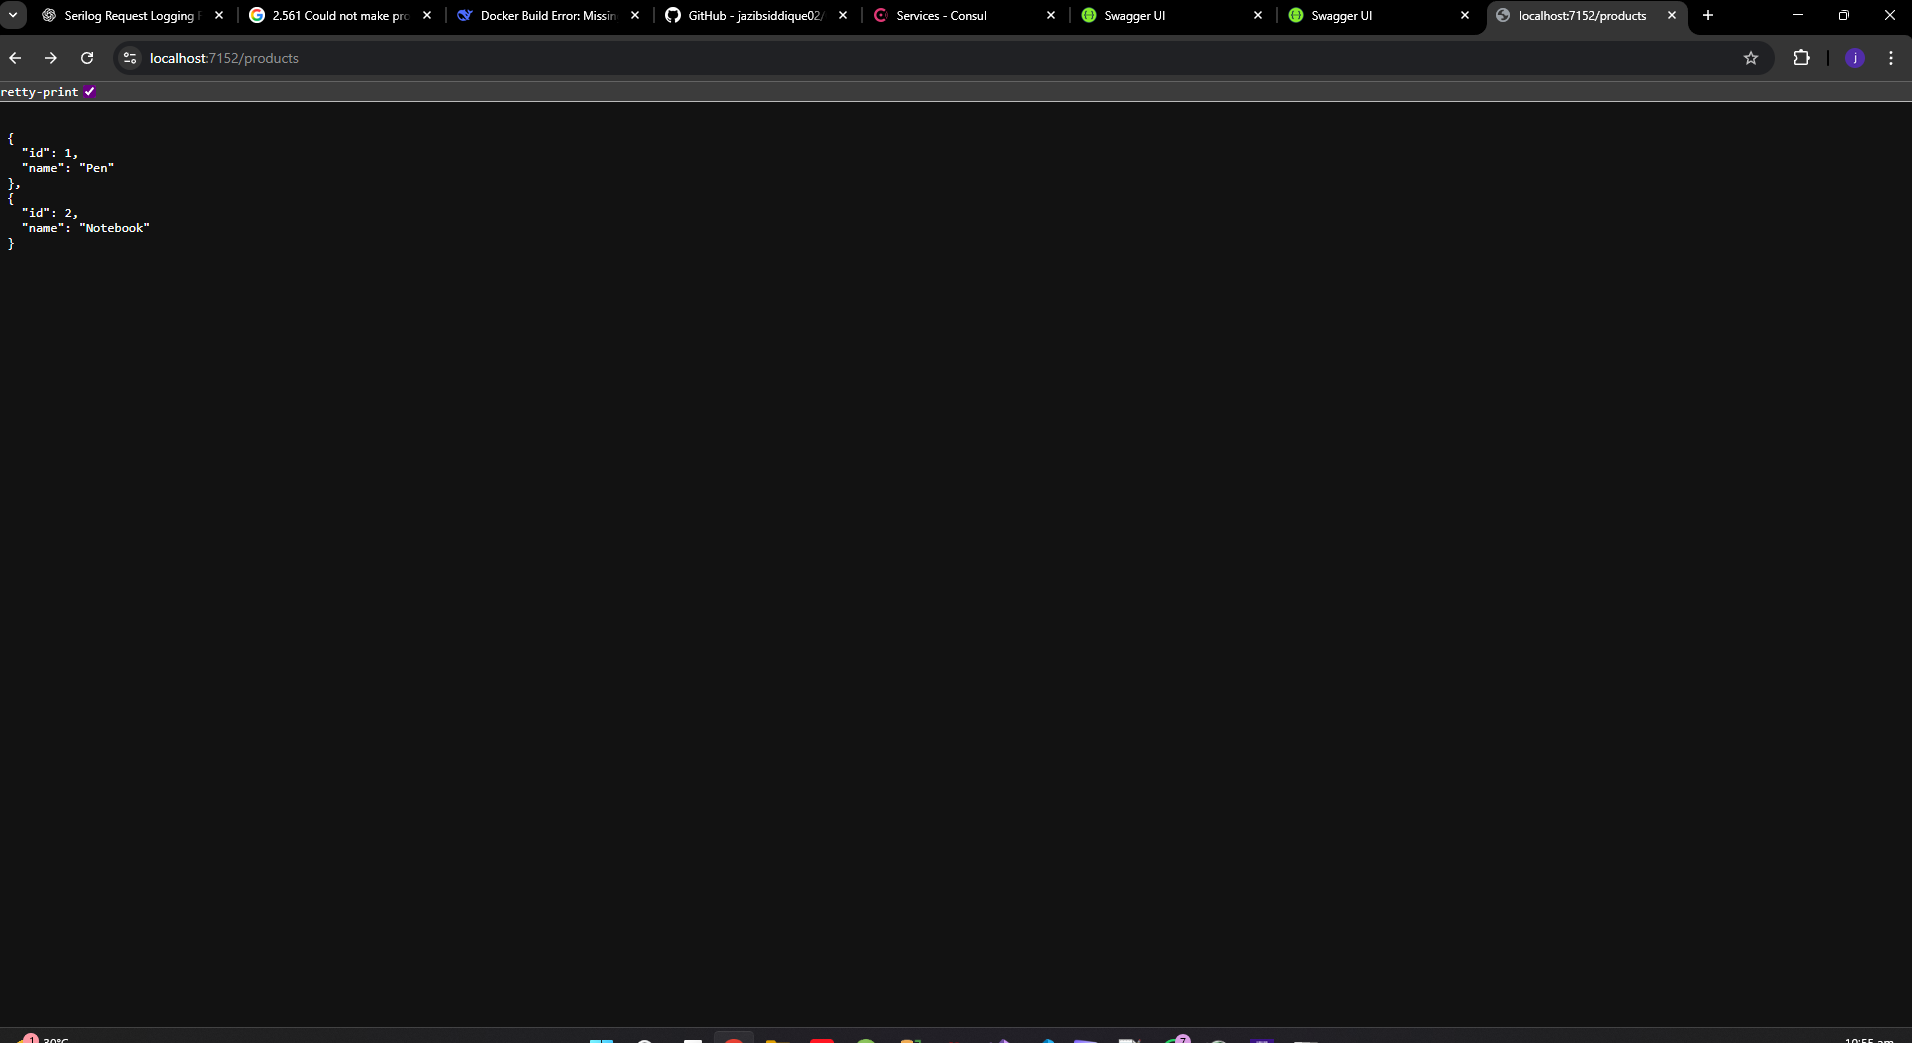 Serilog Request Logging F
2.561 Could not make pro
Docker Build Error: Missin
GitHub - jazibsiddique02/
Services - Consul
Swagger UI
Swagger UI
localhost:7152/products
localhost:7152/products
j
retty-print
{
"id": 1,
"name": "Pen"
},
{
"id": 2,
"name": "Notebook"
}
1
30°C
7
10:55 am